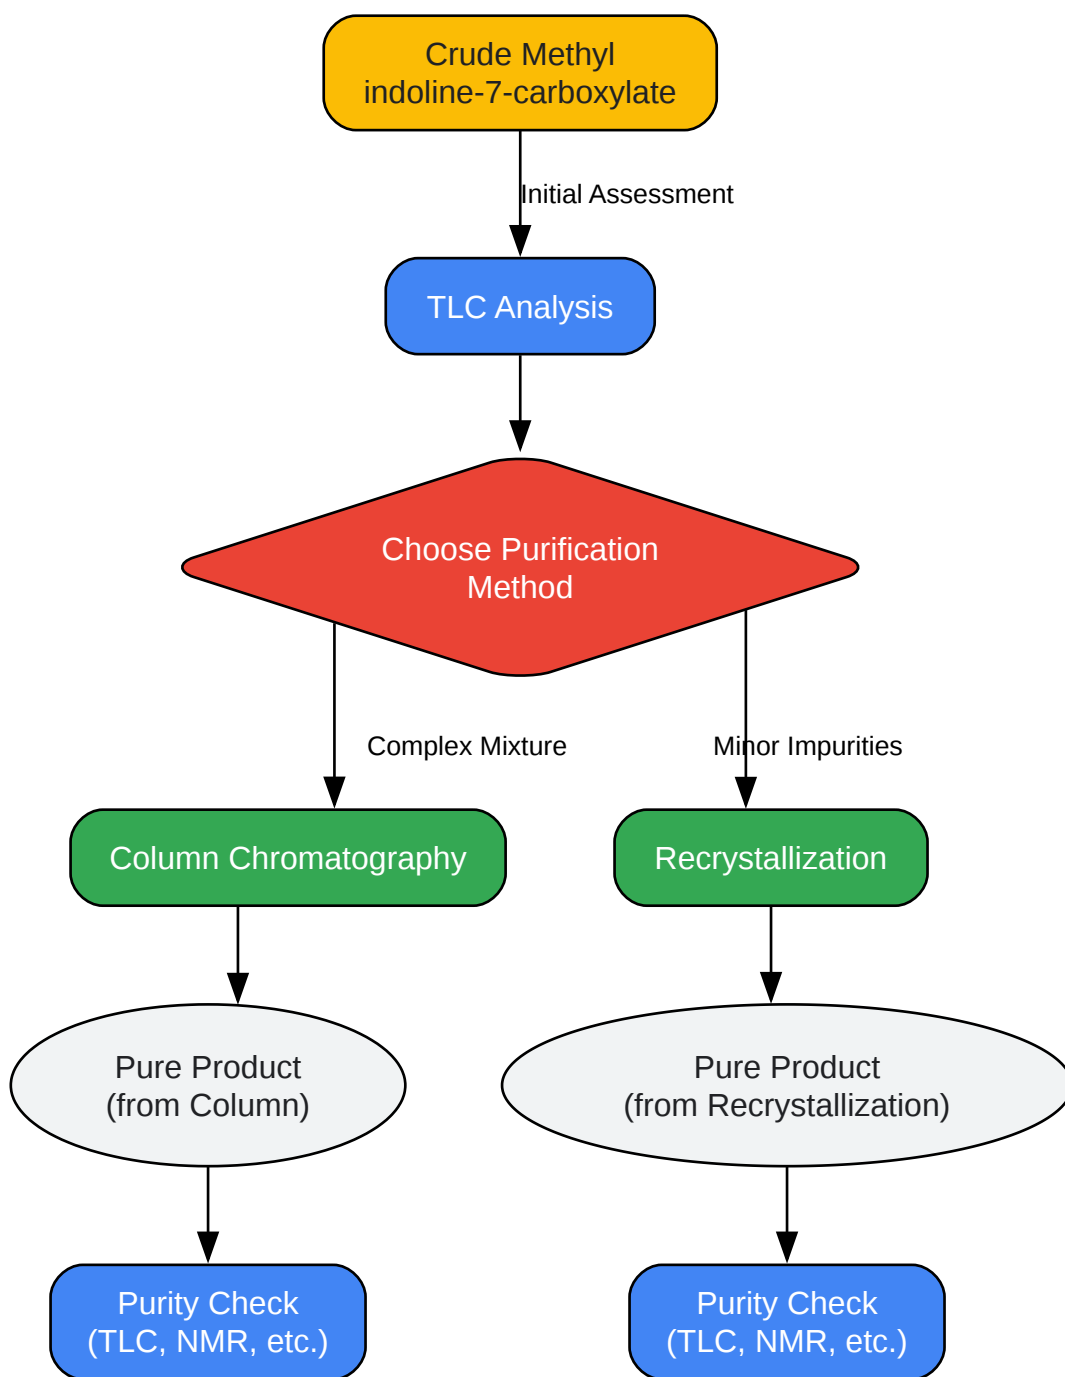 Crude Methyl
indoline-7-carboxylate
Initial Assessment
TLC Analysis
Choose Purification
Method
Complex Mixture
Minor Impurities
Column Chromatography
Recrystallization
Pure Product
(from Column)
Pure Product
(from Recrystallization)
Purity Check
(TLC, NMR, etc.)
Purity Check
(TLC, NMR, etc.)